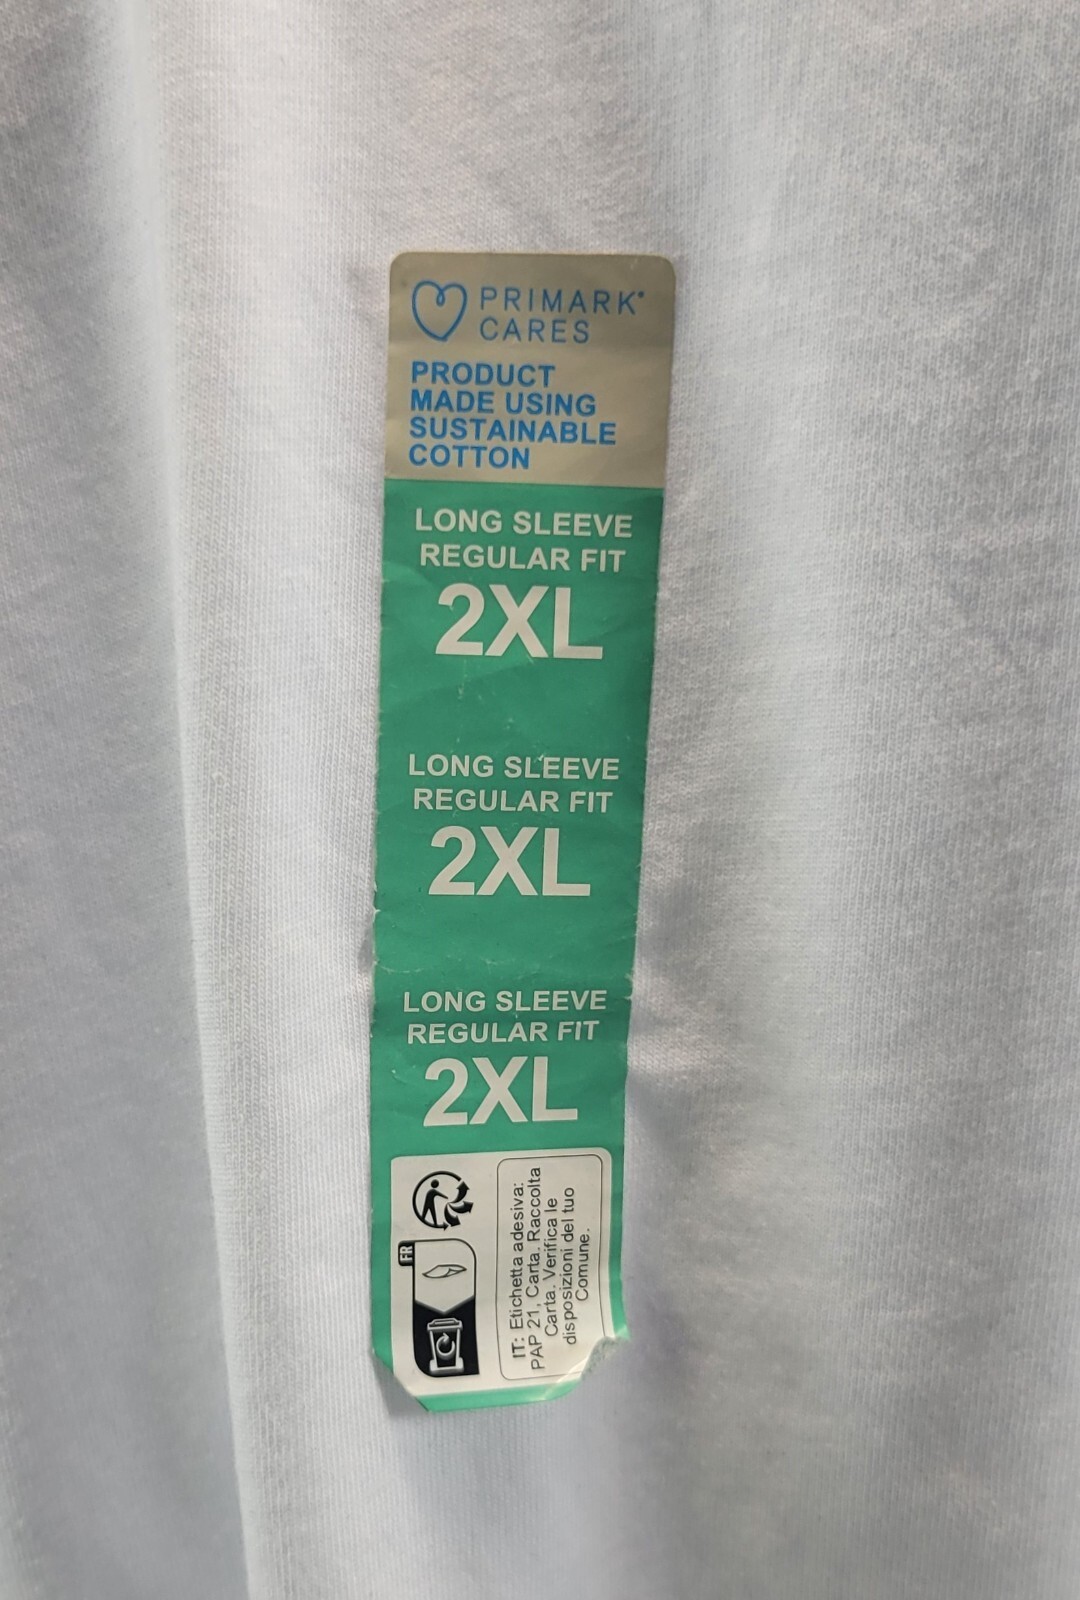 PRIMARK®
CARES
PRODUCT
MADE USING
SUSTAINABLE
COTTON
LONG SLEEVE
REGULAR FIT
2XL
LONG SLEEVE
REGULAR FIT
2XL
LONG SLEEVE
REGULAR FIT
2XL
FR
IT: Etichetta adesiva:
PAP 21, Carta. Raccolta
Carta. Verifica le
disposizioni del tuo
Comune.